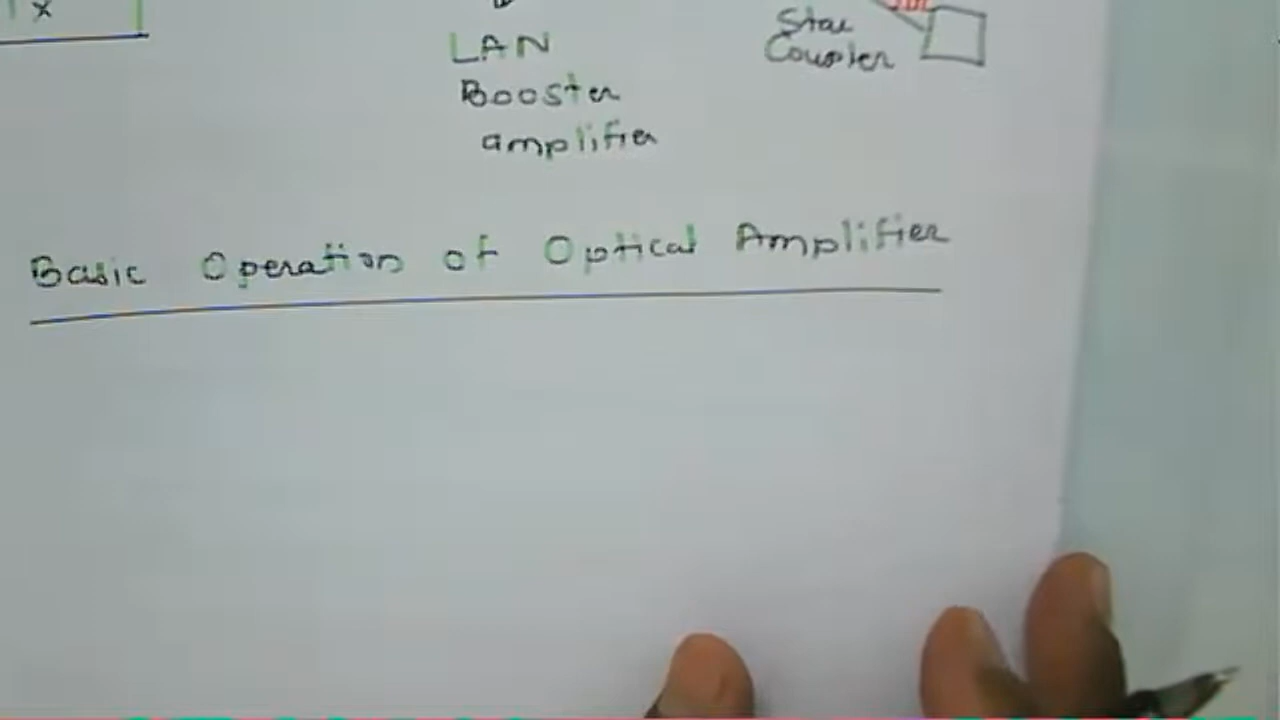 x
LAN
Booster
amplifier
Star
Coupler
Basic Operation of Optical Amplifier